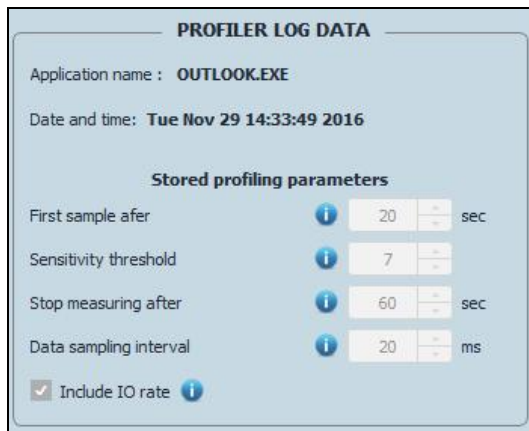 PROFILER LOG DATA
Application name : OUTLOOK.EXE
Date and time: Tue Nov 29 14:33:49 2016
Stored profiling parameters
First sample afer 20 sec
Sensitivity threshold 7
Stop measuring after 60 sec
Data sampling interval 20 ms
Include IO rate